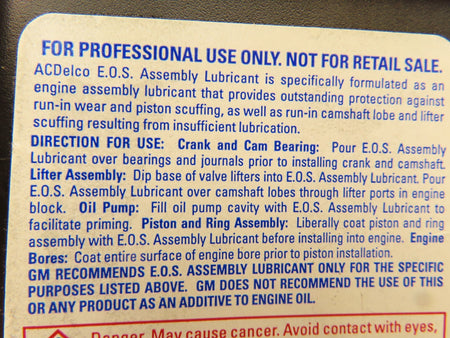 FOR PROFESSIONAL USE ONLY. NOT FOR RETAIL SALE.
ACDelco E.O.S. Assembly Lubricant is specifically formulated as an
engine assembly lubricant that provides outstanding protection against
run-in wear and piston scuffing, as well as run-in camshaft lobe and lifter
scuffing resulting from insufficient lubrication.
DIRECTION FOR USE: Crank and Cam Bearing: Pour E.O.S. Assembly
Lubricant over bearings and journals prior to installing crank and camshaft.
Lifter Assembly: Dip base of valve lifters into E.O.S. Assembly Lubricant. Pour
E.O.S. Assembly Lubricant over camshaft lobes through lifter ports in engine
block. Oil Pump: Fill oil pump cavity with E.O.S. Assembly Lubricant to
facilitate priming. Piston and Ring Assembly: Liberally coat piston and ring
assembly with E.O.S. Assembly Lubricant before installing into engine. Engine
Bores: Coat entire surface of engine bore prior to piston installation.
GM RECOMMENDS E.O.S. ASSEMBLY LUBRICANT ONLY FOR THE SPECIFIC
PURPOSES LISTED ABOVE. GM DOES NOT RECOMMEND THE USE OF THIS
OR ANY PRODUCT AS AN ADDITIVE TO ENGINE OIL.
Danger. May cause cancer. Avoid contact with eyes,